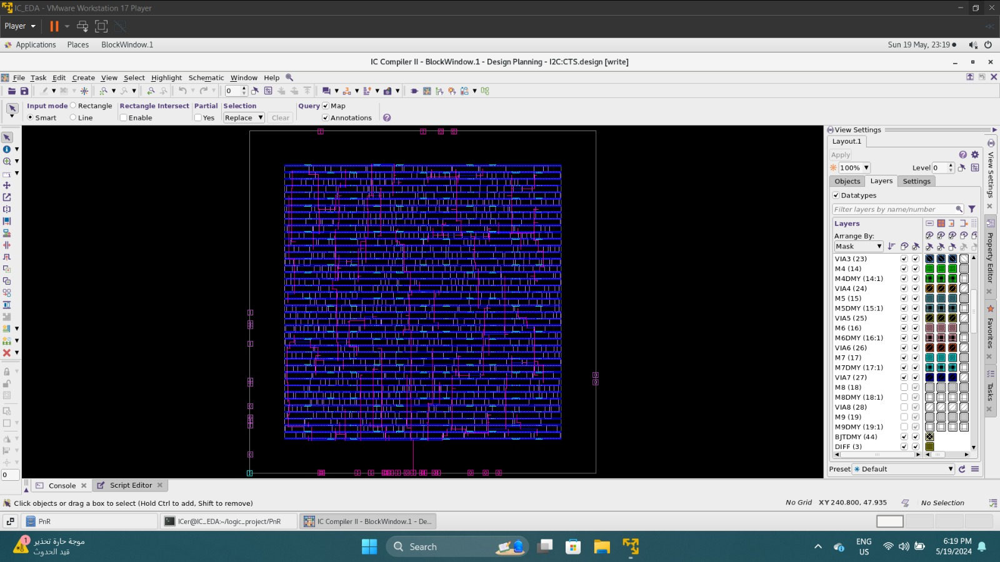 IC_EDA - VMware Workstation 17 Player
Player
Applications Places BlockWindow.1 Sun 19 May, 23:19
IC Compiler II - BlockWindow.1 - Design Planning - I2C:CTS.design [write]
File Task Edit Create View Select Highlight Schematic Window Help
0
Input mode Rectangle Rectangle Intersect Partial Selection Query Map
Smart Line Enable Yes Replace Clear Annotations
View Settings
Layout.1
Apply
100% Level 0
Objects Layers Settings
Datatypes
Filter layers by name/number
Layers
Arrange By:
Mask
VIA3 (23)
M4 (14)
M4DMY (14:1)
VIA4 (24)
M5 (15)
M5DMY (15:1)
VIA5 (25)
M6 (16)
M6DMY (16:1)
VIA6 (26)
M7 (17)
M7DMY (17:1)
VIA7 (27)
M8 (18)
M8DMY (18:1)
VIA8 (28)
M9 (19)
M9DMY (19:1)
BJTDMY (44)
DIFF (3)
Preset Default
View Settings
Property Editor
Favorites
Tasks
0
Console Script Editor
Click objects or drag a box to select (Hold Ctrl to add, Shift to remove) No Grid XY 240.800, 47.935 No Selection
PnR ICer@IC_EDA:~/logic_project/PnR IC Compiler II - BlockWindow.1 - De...
1
موجة حارة تحذير
قيد الحدوث
Search
ENG
US
6:19 PM
5/19/2024